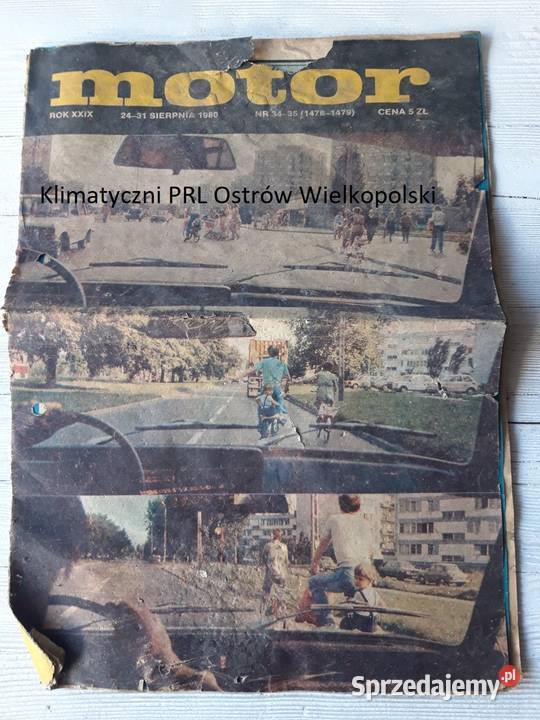 motor
ROK XXIX 24-31 SIERPNIA 1980 NR 34-35 (1478-1479) CENA 5 ZŁ
Klimatyczni PRL Ostrów Wielkopolski
Sprzedajemy.pl